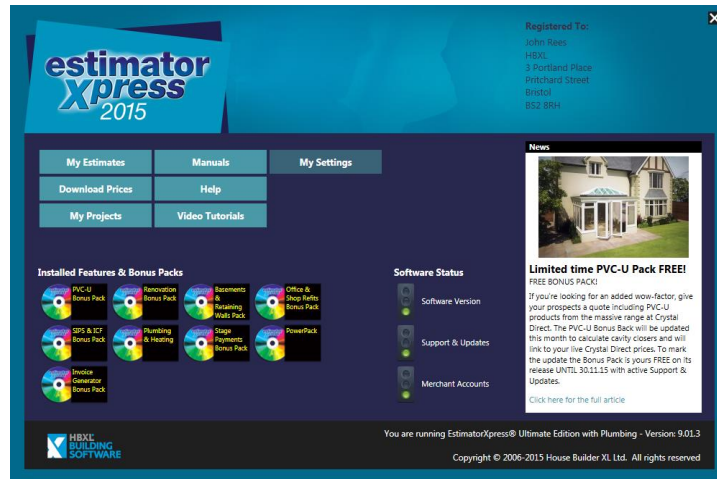 estimator
Xpress
2015
Registered To:
John Rees
HBXL
3 Portland Place
Pritchard Street
Bristol
BS2 8RH
My Estimates
Manuals
My Settings
Download Prices
Help
My Projects
Video Tutorials
Installed Features & Bonus Packs
PVC-U
Bonus Pack
Renovation
Bonus Pack
Basements
&
Retaining
Walls Pack
Office &
Shop Refits
Bonus Pack
SIPS & ICF
Bonus Pack
Plumbing
& Heating
Stage
Payments
Bonus Pack
PowerPack
Invoice
Generator
Bonus Pack
Software Status
Software Version
Support & Updates
Merchant Accounts
News
Limited time PVC-U Pack FREE!
FREE BONUS PACK!
If you're looking for an added wow-factor, give
your prospects a quote including PVC-U
products from the massive range at Crystal
Direct. The PVC-U Bonus Back will be updated
this month to calculate cavity closers and will
link to your live Crystal Direct prices. To mark
the update the Bonus Pack is yours FREE on its
release UNTIL 30.11.15 with active Support &
Updates.
Click here for the full article
HBXL
BUILDING
SOFTWARE
You are running EstimatorXpress® Ultimate Edition with Plumbing - Version: 9.01.3
Copyright © 2006-2015 House Builder XL Ltd. All rights reserved